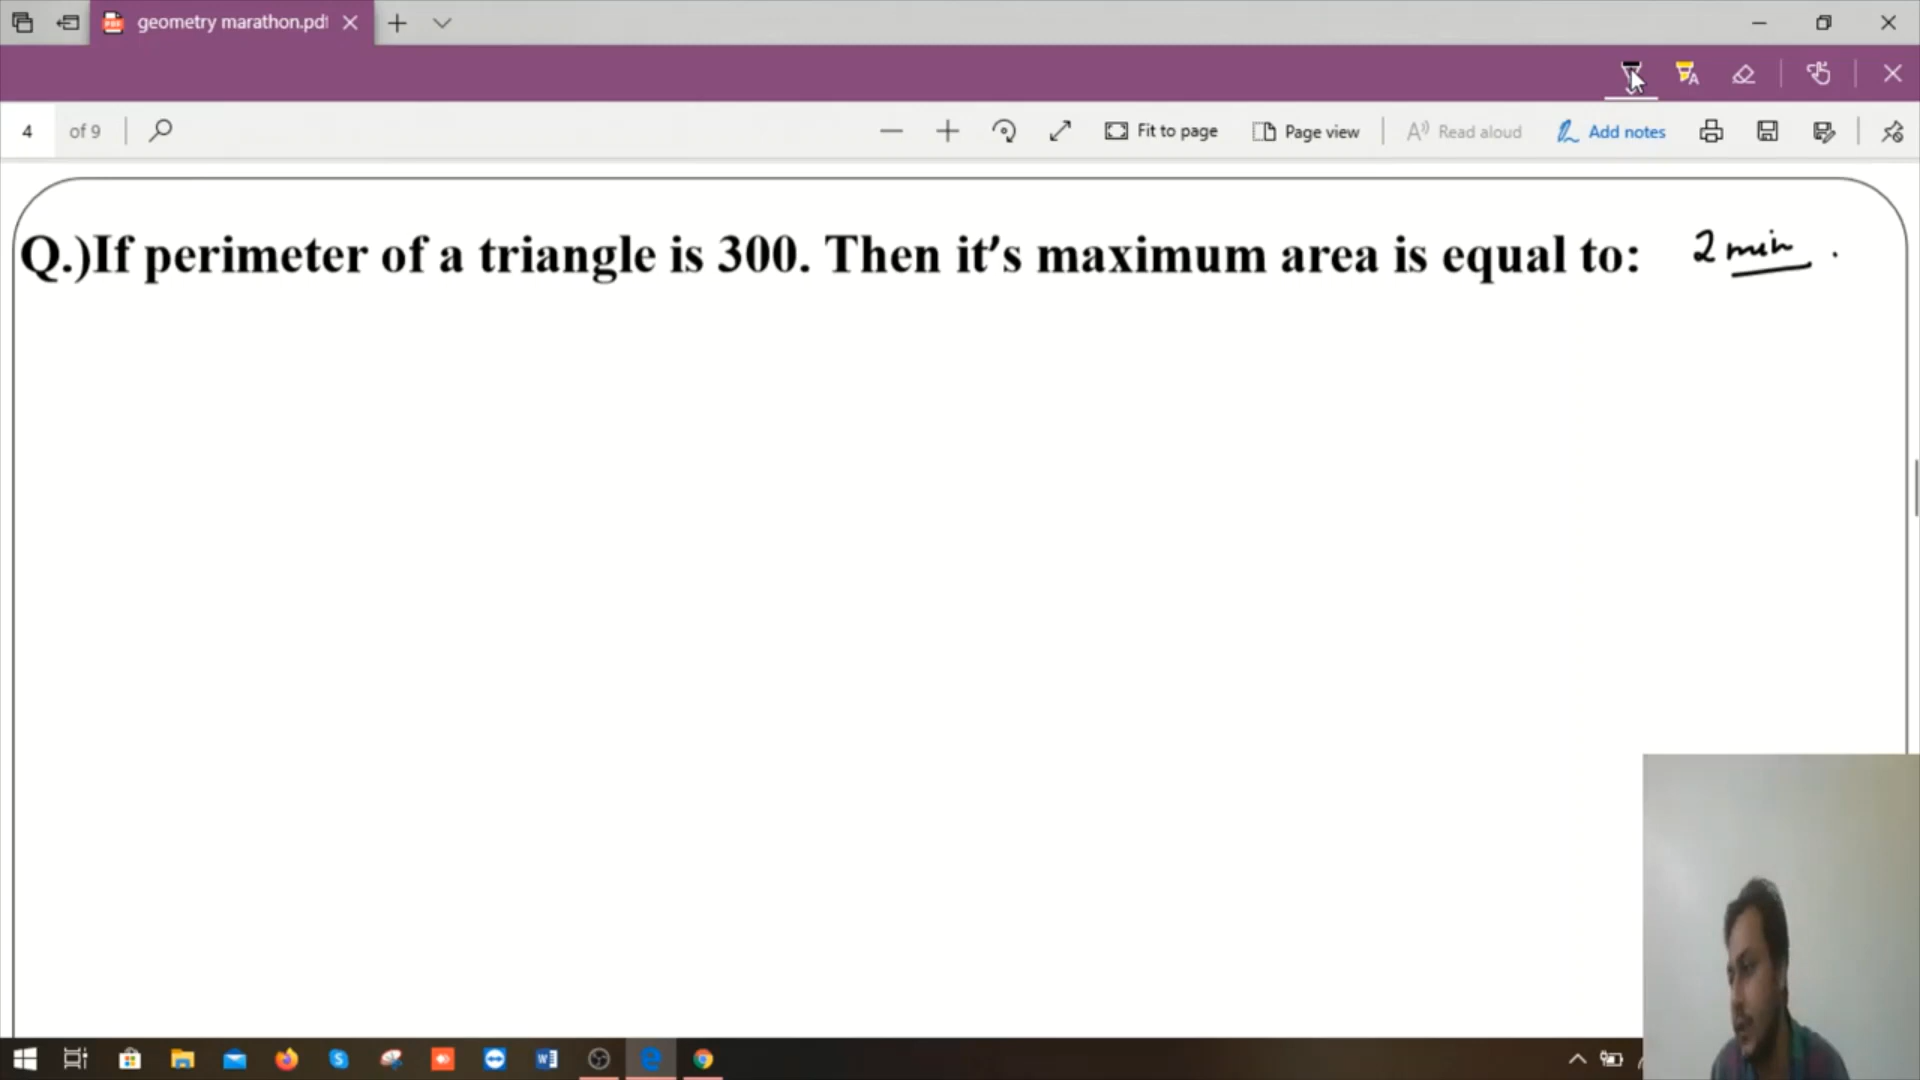 geometry marathon.pdf
4 of 9
Fit to page
Page view
Read aloud
Add notes
Q.)If perimeter of a triangle is 300. Then it's maximum area is equal to: 2 min .